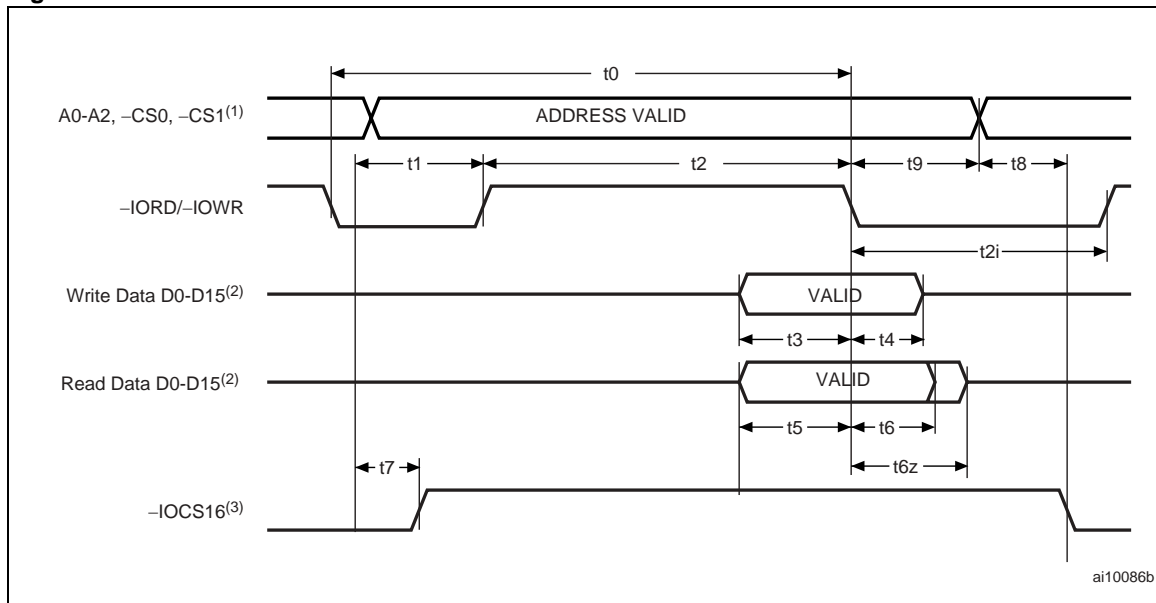 t0
A0-A2, –CS0, –CS1(1)
ADDRESS VALID
t1
t2
t9
t8
–IORD/–IOWR
t2i
Write Data D0-D15(2)
VALID
t3
t4
Read Data D0-D15(2)
VALID
t5
t6
t7
t6z
–IOCS16(3)
ai10086b